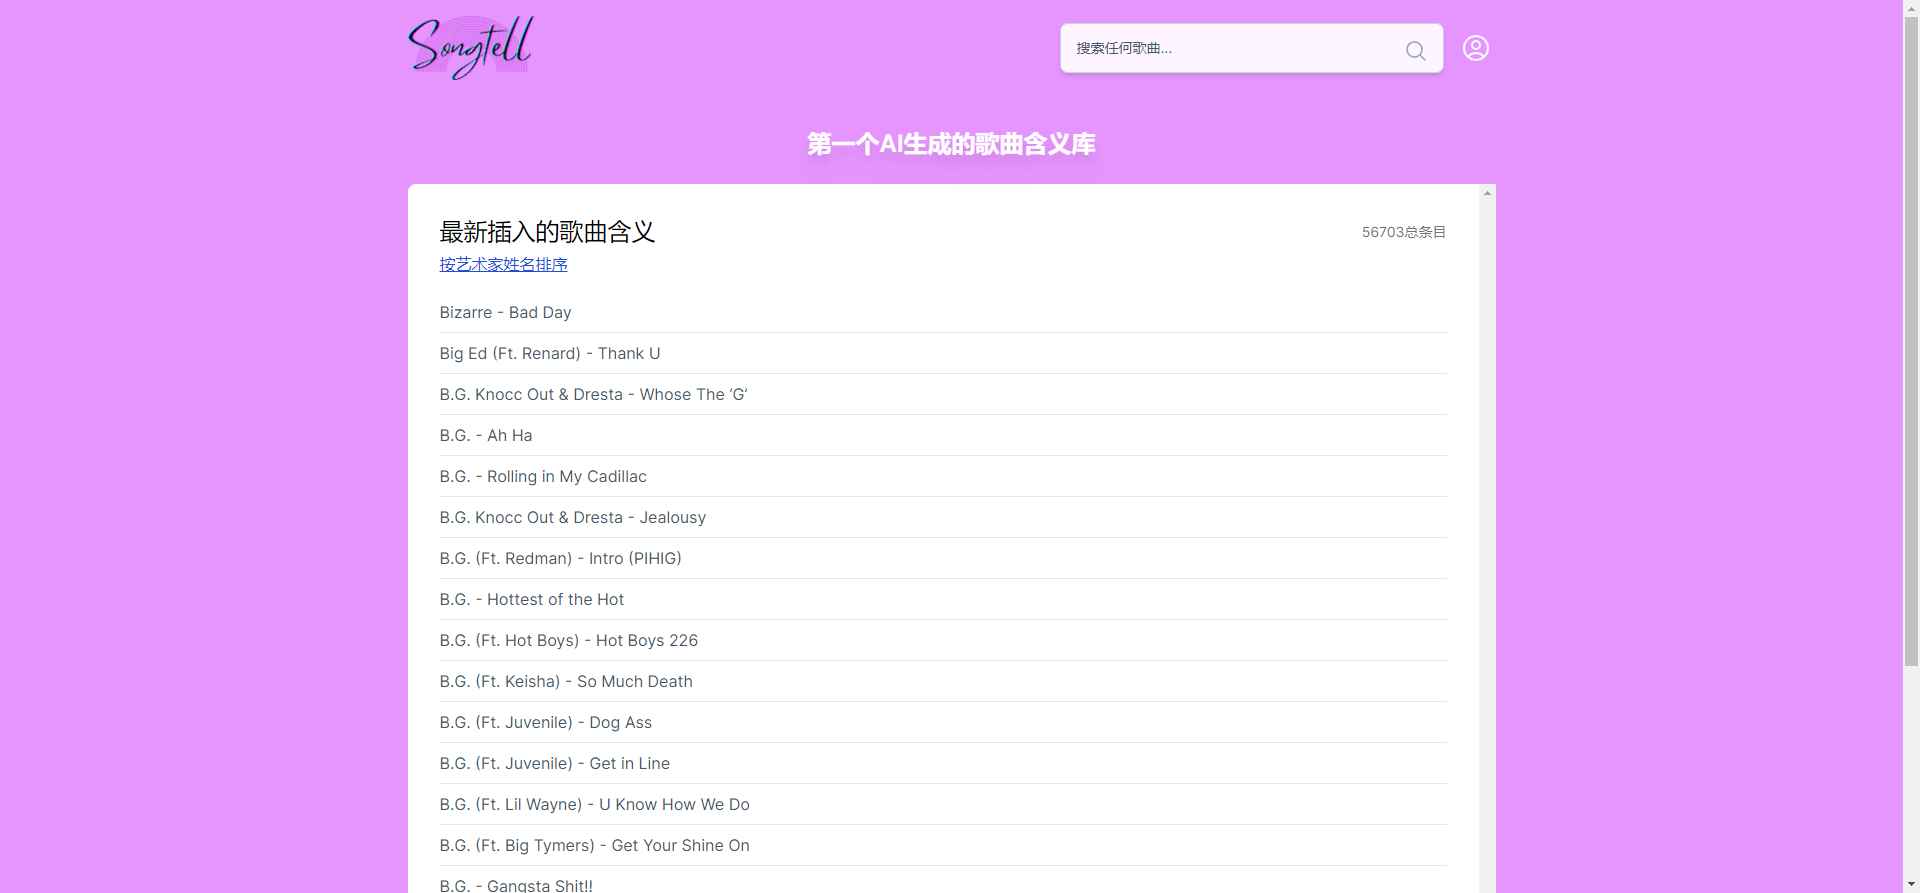 Songtell
搜索任何歌曲...
第一个AI生成的歌曲含义库
最新插入的歌曲含义
56703总条目
按艺术家姓名排序
Bizarre - Bad Day
Big Ed (Ft. Renard) - Thank U
B.G. Knocc Out & Dresta - Whose The ‘G’
B.G. - Ah Ha
B.G. - Rolling in My Cadillac
B.G. Knocc Out & Dresta - Jealousy
B.G. (Ft. Redman) - Intro (PIHIG)
B.G. - Hottest of the Hot
B.G. (Ft. Hot Boys) - Hot Boys 226
B.G. (Ft. Keisha) - So Much Death
B.G. (Ft. Juvenile) - Dog Ass
B.G. (Ft. Juvenile) - Get in Line
B.G. (Ft. Lil Wayne) - U Know How We Do
B.G. (Ft. Big Tymers) - Get Your Shine On
B.G. - Gangsta Shit!!